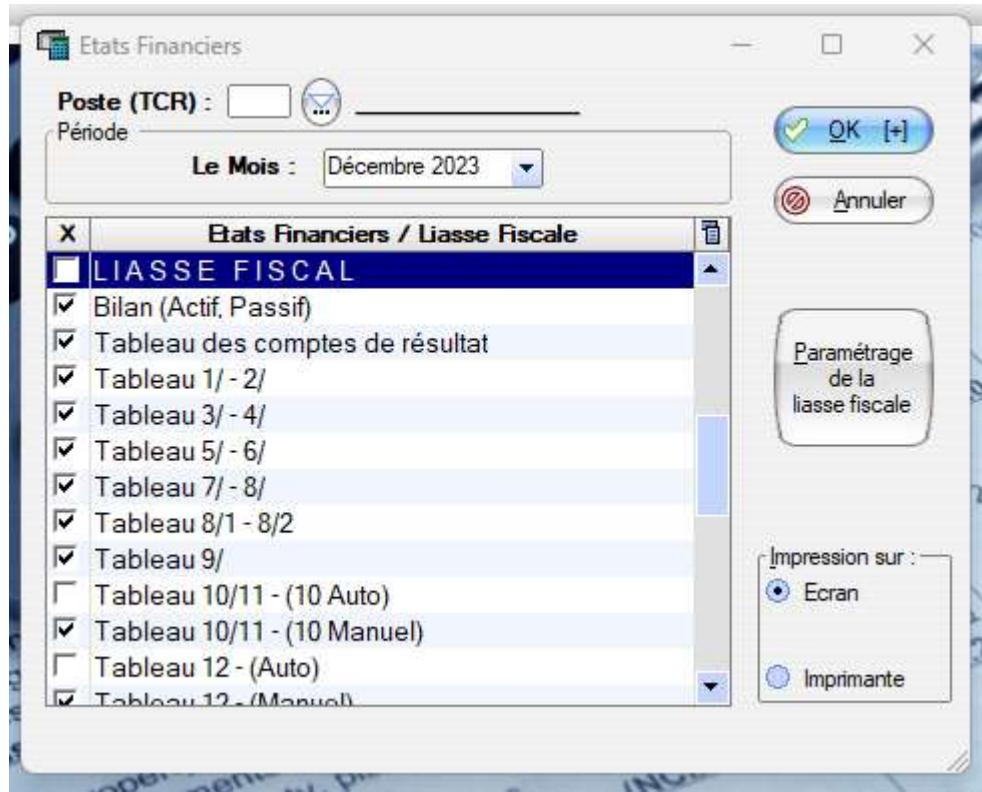 Etats Financiers
Poste (TCR) :
Période
Le Mois : Décembre 2023
OK [+]
Annuler
X Etats Financiers / Liasse Fiscale
LIASSE FISCAL
Bilan (Actif, Passif)
Tableau des comptes de résultat
Tableau 1/ - 2/
Tableau 3/ - 4/
Tableau 5/ - 6/
Tableau 7/ - 8/
Tableau 8/1 - 8/2
Tableau 9/
Tableau 10/11 - (10 Auto)
Tableau 10/11 - (10 Manuel)
Tableau 12 - (Auto)
Tableau 12 - (Manuel)
Paramétrage
de la
liasse fiscale
Impression sur :
Ecran
Imprimante